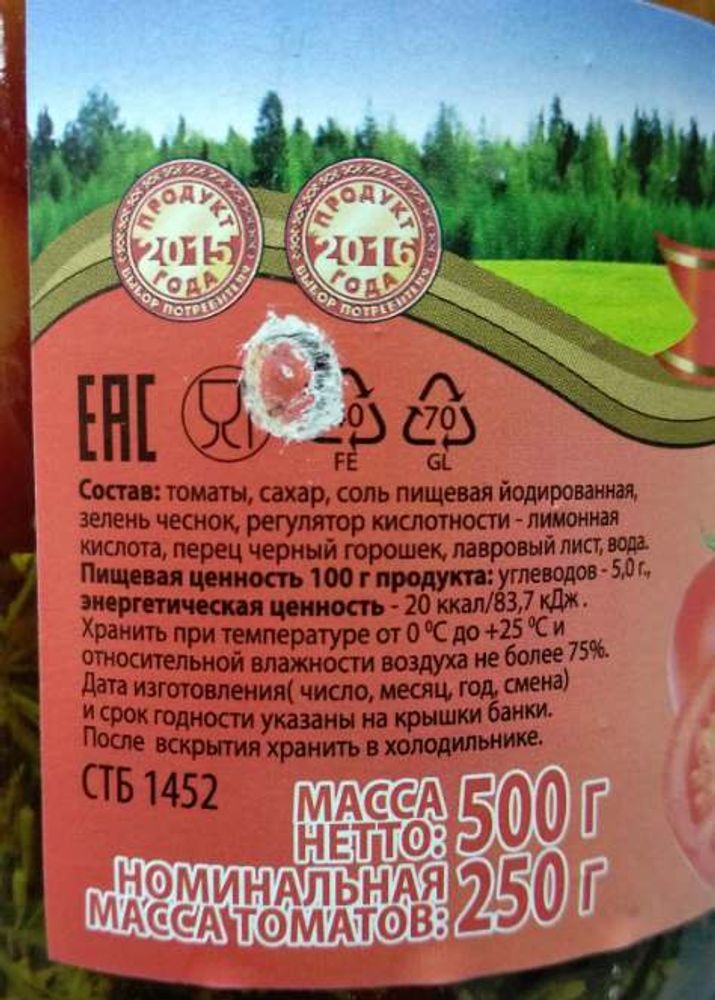 ПРОДУКТ
2015
ГОДА
ВЫБОР ПОТРЕБИТЕЛЯ
ПРОДУКТ
2016
ГОДА
ВЫБОР ПОТРЕБИТЕЛЯ
EAC
70
FE
GL
Состав: томаты, сахар, соль пищевая йодированная,
зелень чеснок, регулятор кислотности - лимонная
кислота, перец черный горошек, лавровый лист, вода.
Пищевая ценность 100 г продукта: углеводов - 5,0 г.,
энергетическая ценность - 20 ккал/83,7 кДж.
Хранить при температуре от 0 °С до +25 °С и
относительной влажности воздуха не более 75%.
Дата изготовления( число, месяц, год, смена)
и срок годности указаны на крышки банки.
После вскрытия хранить в холодильнике.
СТБ 1452
МАССА НЕТТО: 500 г
НОМИНАЛЬНАЯ МАССА ТОМАТОВ: 250 г